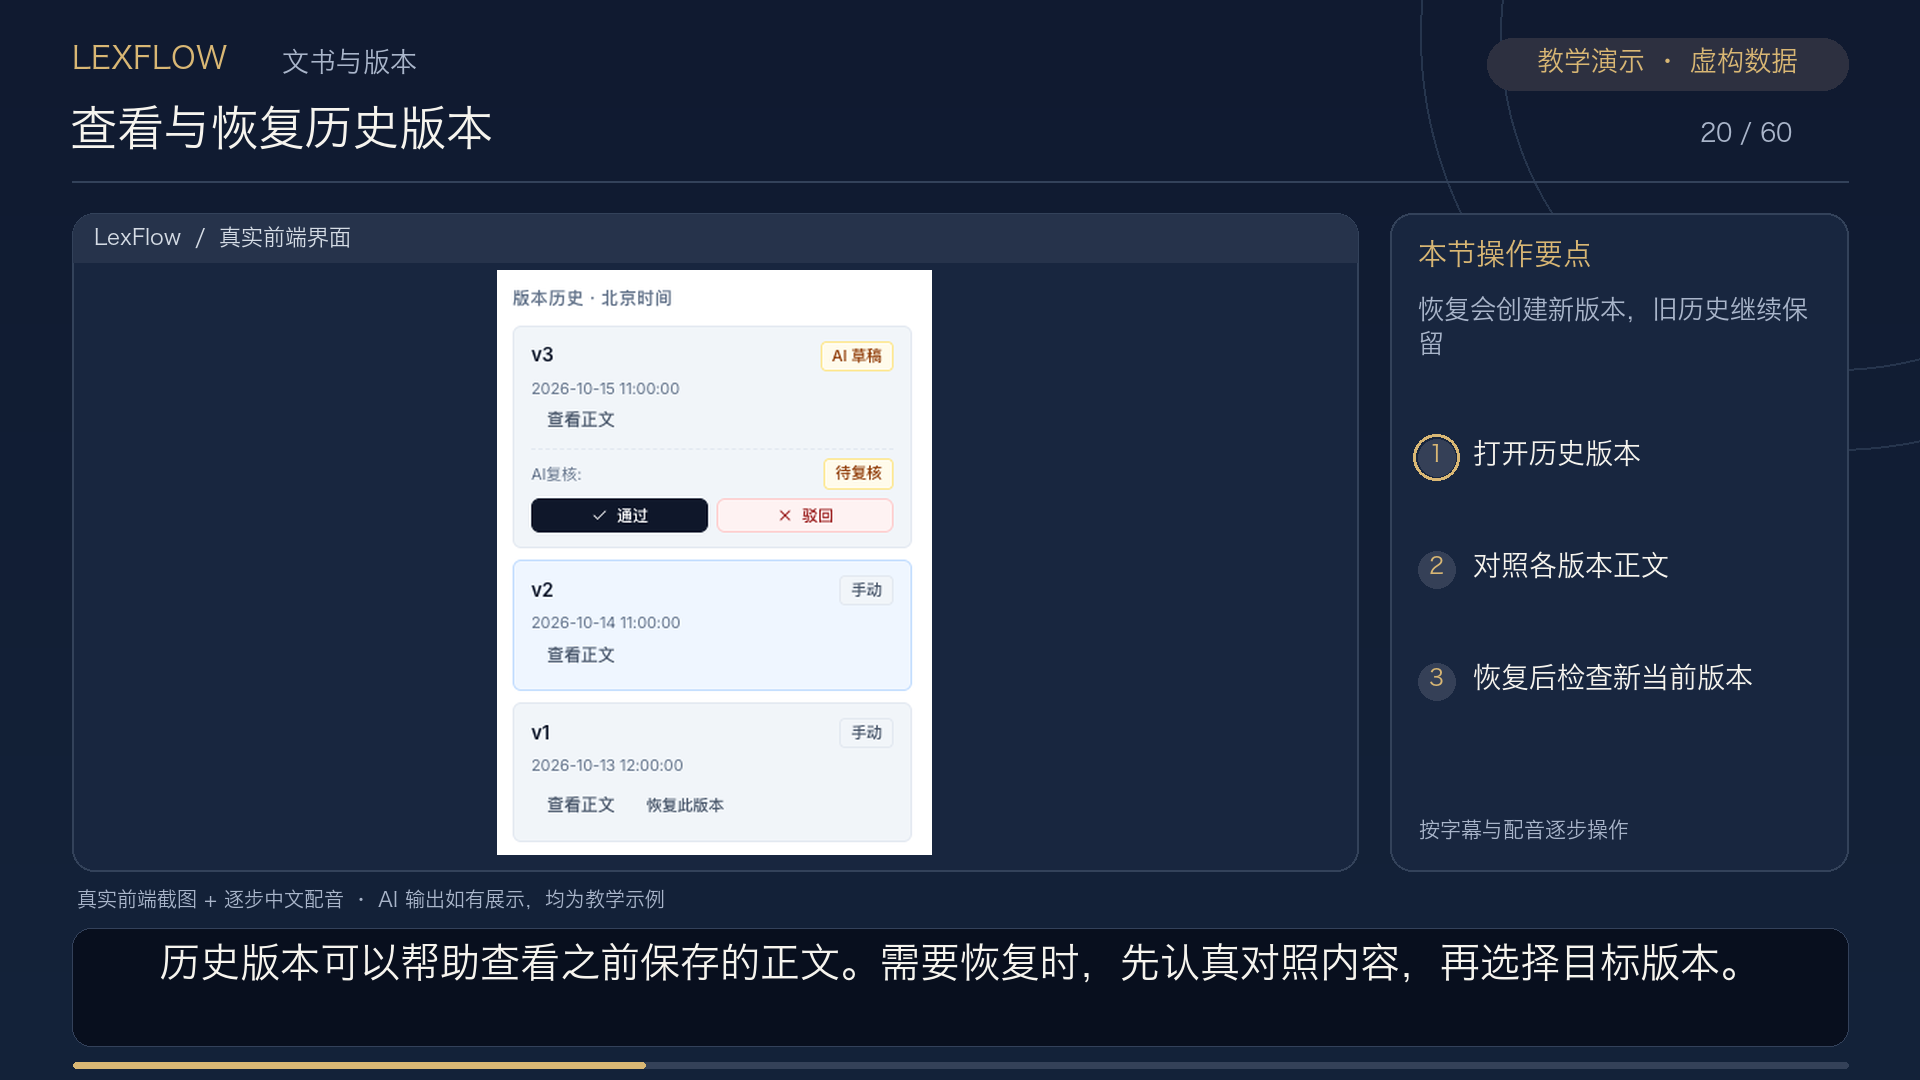 LEXFLOW 文书与版本
教学演示 · 虚构数据
查看与恢复历史版本
20 / 60
LexFlow / 真实前端界面
版本历史 · 北京时间
v3 AI 草稿
2026-10-15 11:00:00
查看正文
AI复核: 待复核
通过 驳回
v2 手动
2026-10-14 11:00:00
查看正文
v1 手动
2026-10-13 12:00:00
查看正文 恢复此版本
本节操作要点
恢复会创建新版本，旧历史继续保
留
1 打开历史版本
2 对照各版本正文
3 恢复后检查新当前版本
按字幕与配音逐步操作
真实前端截图 + 逐步中文配音 · AI 输出如有展示，均为教学示例
历史版本可以帮助查看之前保存的正文。需要恢复时，先认真对照内容，再选择目标版本。